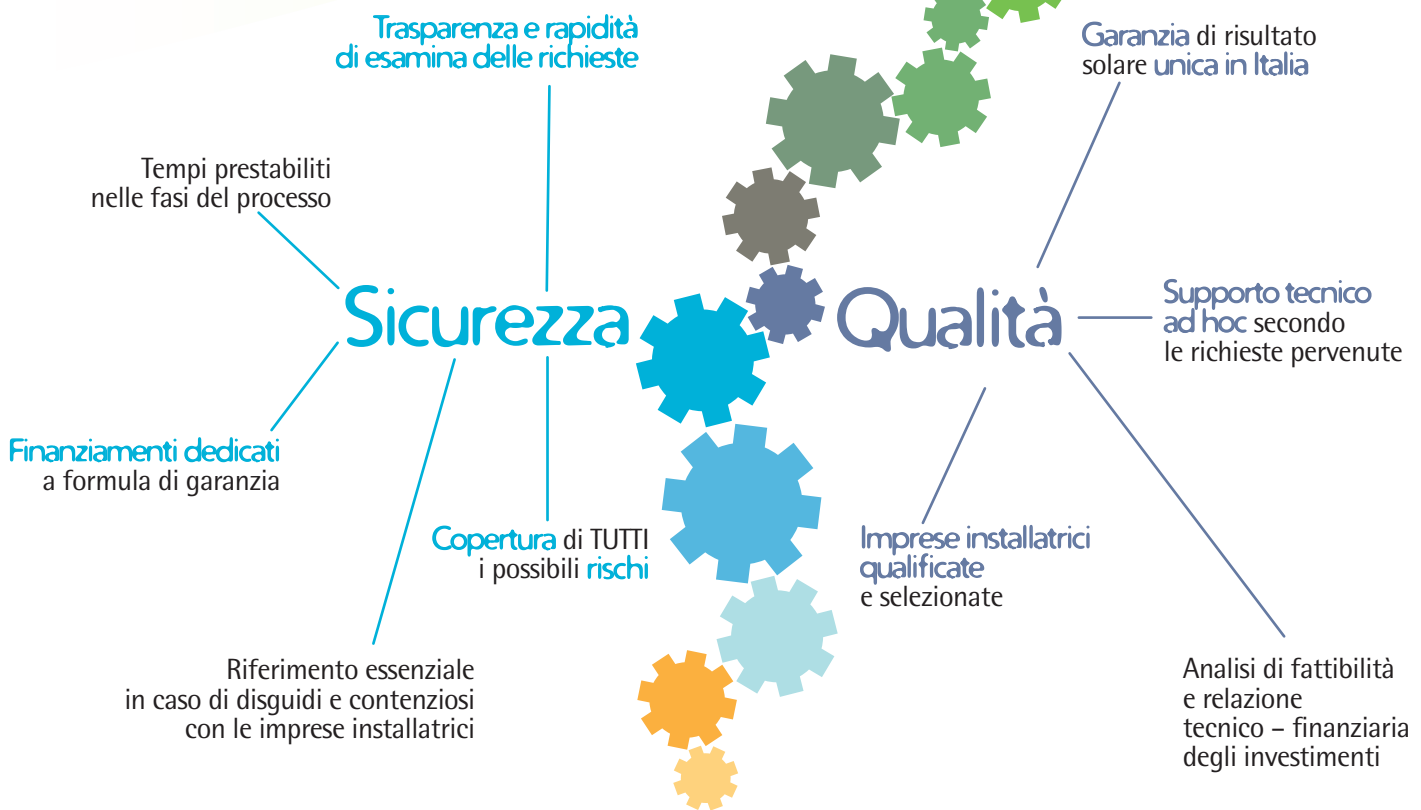 Trasparenza e rapidità
di esamina delle richieste
Tempi prestabiliti
nelle fasi del processo
Sicurezza
Finanziamenti dedicati
a formula di garanzia
Copertura di TUTTI
i possibili rischi
Riferimento essenziale
in caso di disguidi e contenziosi
con le imprese installatrici
Garanzia di risultato
solare unica in Italia
Qualità
Supporto tecnico
ad hoc secondo
le richieste pervenute
Imprese installatrici
qualificate
e selezionate
Analisi di fattibilità
e relazione
tecnico – finanziaria
degli investimenti